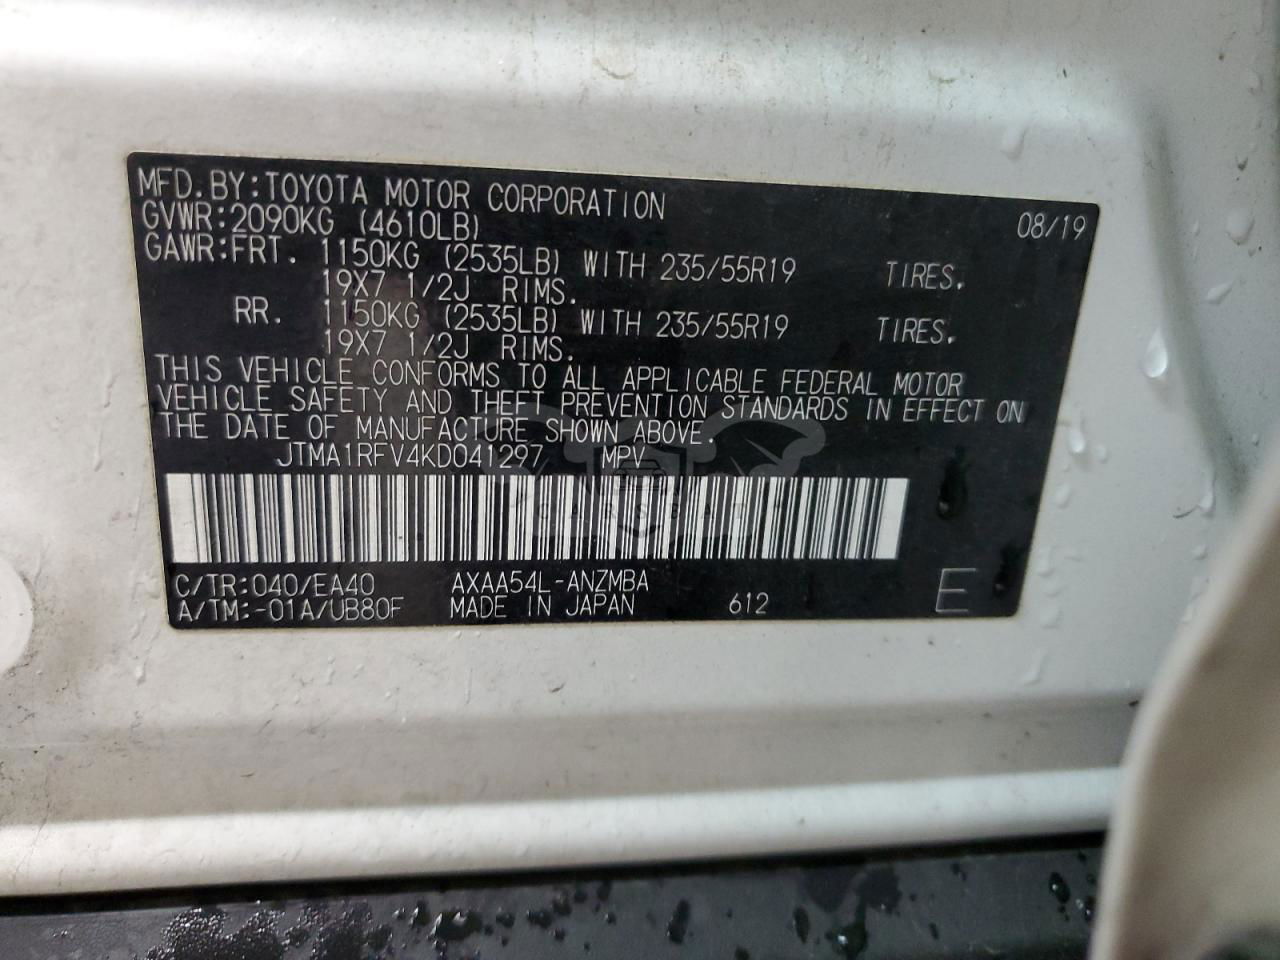 MFD.BY:TOYOTA MOTOR CORPORATION 08/19
GVWR:2090KG (4610LB)
GAWR:FRT. 1150KG (2535LB) WITH 235/55R19 TIRES.
19X7 1/2J RIMS.
RR. 1150KG (2535LB) WITH 235/55R19 TIRES.
19X7 1/2J RIMS.
THIS VEHICLE CONFORMS TO ALL APPLICABLE FEDERAL MOTOR
VEHICLE SAFETY AND THEFT PREVENTION STANDARDS IN EFFECT ON
THE DATE OF MANUFACTURE SHOWN ABOVE.
JTMA1RFV4KD041297 MPV
C/TR:040/EA40 AXAA54L-ANZMBA
A/TM:-01A/UB80F MADE IN JAPAN 612 E